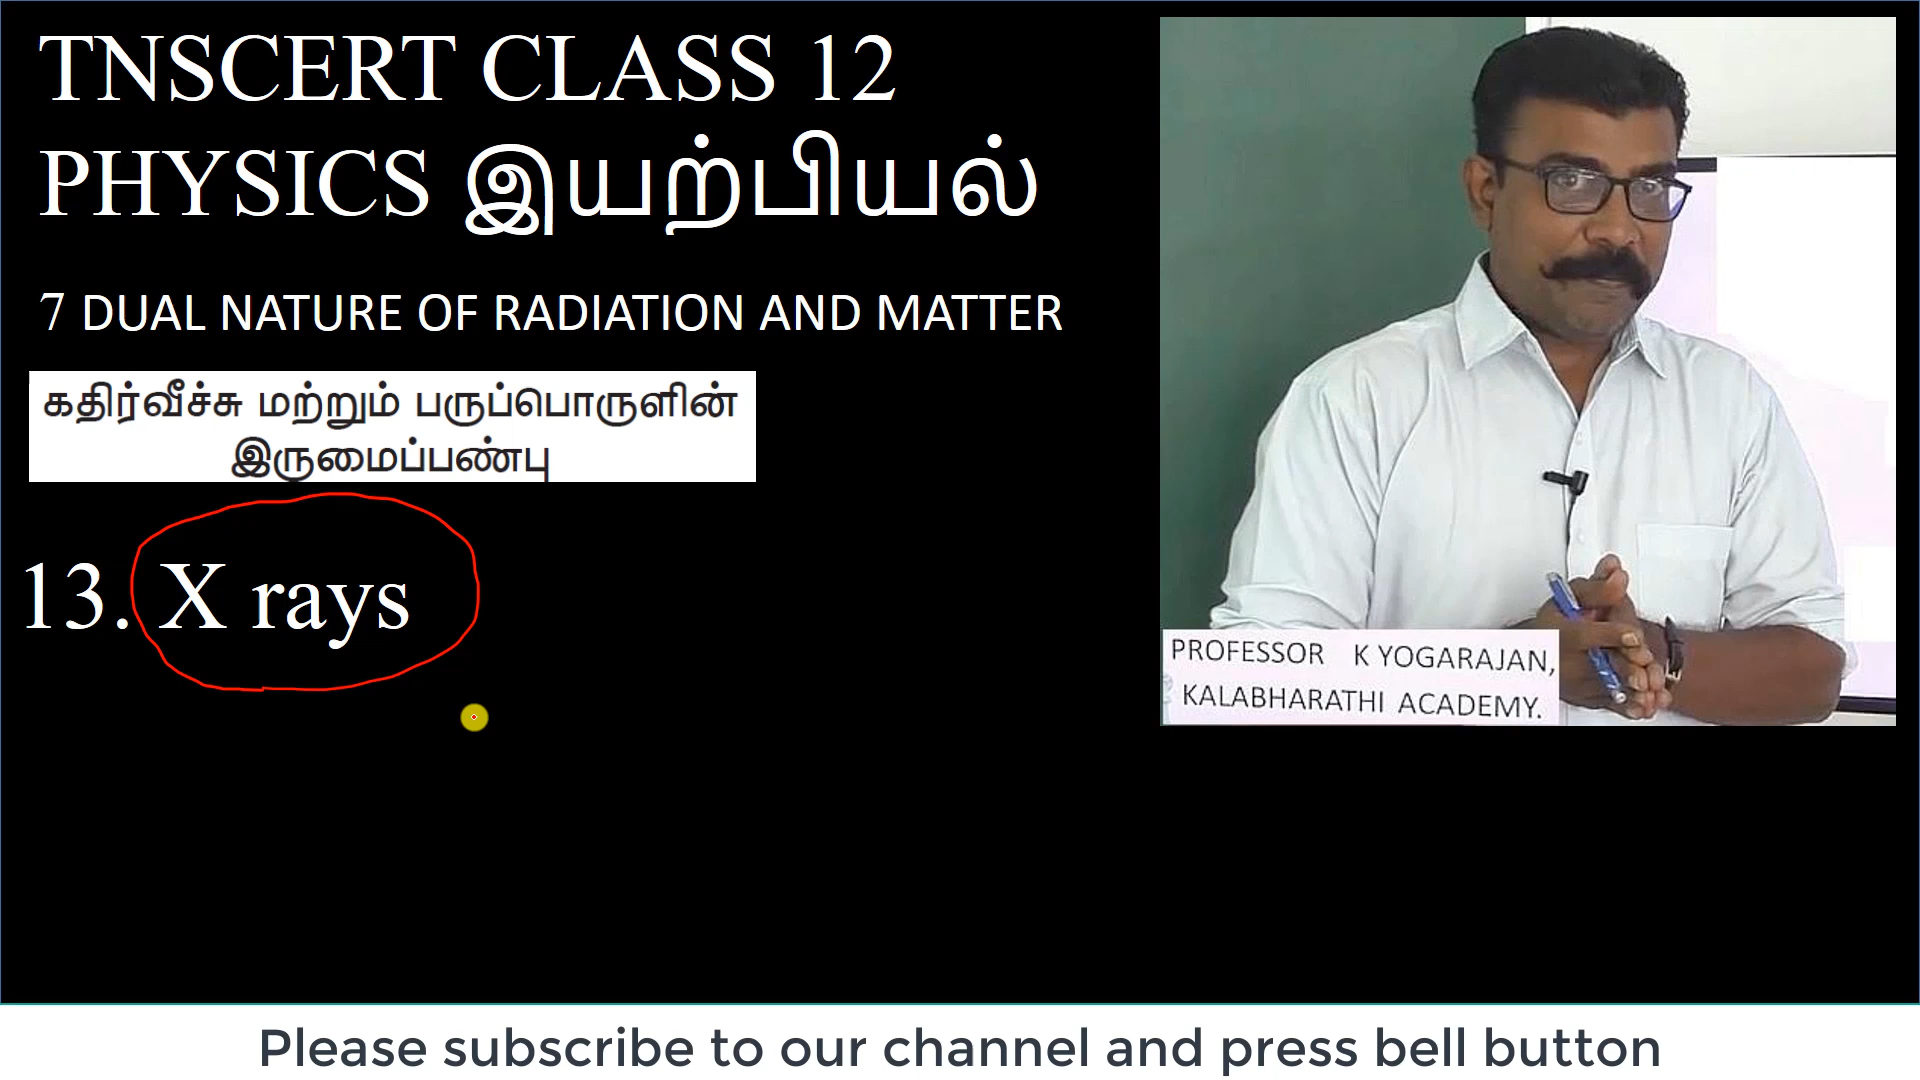 TNSCERT CLASS 12
PHYSICS இயற்பியல்
7 DUAL NATURE OF RADIATION AND MATTER
கதிர்வீச்சு மற்றும் பருப்பொருளின்
இருமைப்பண்பு
13. X rays
PROFESSOR K YOGARAJAN,
KALABHARATHI ACADEMY.
Please subscribe to our channel and press bell button